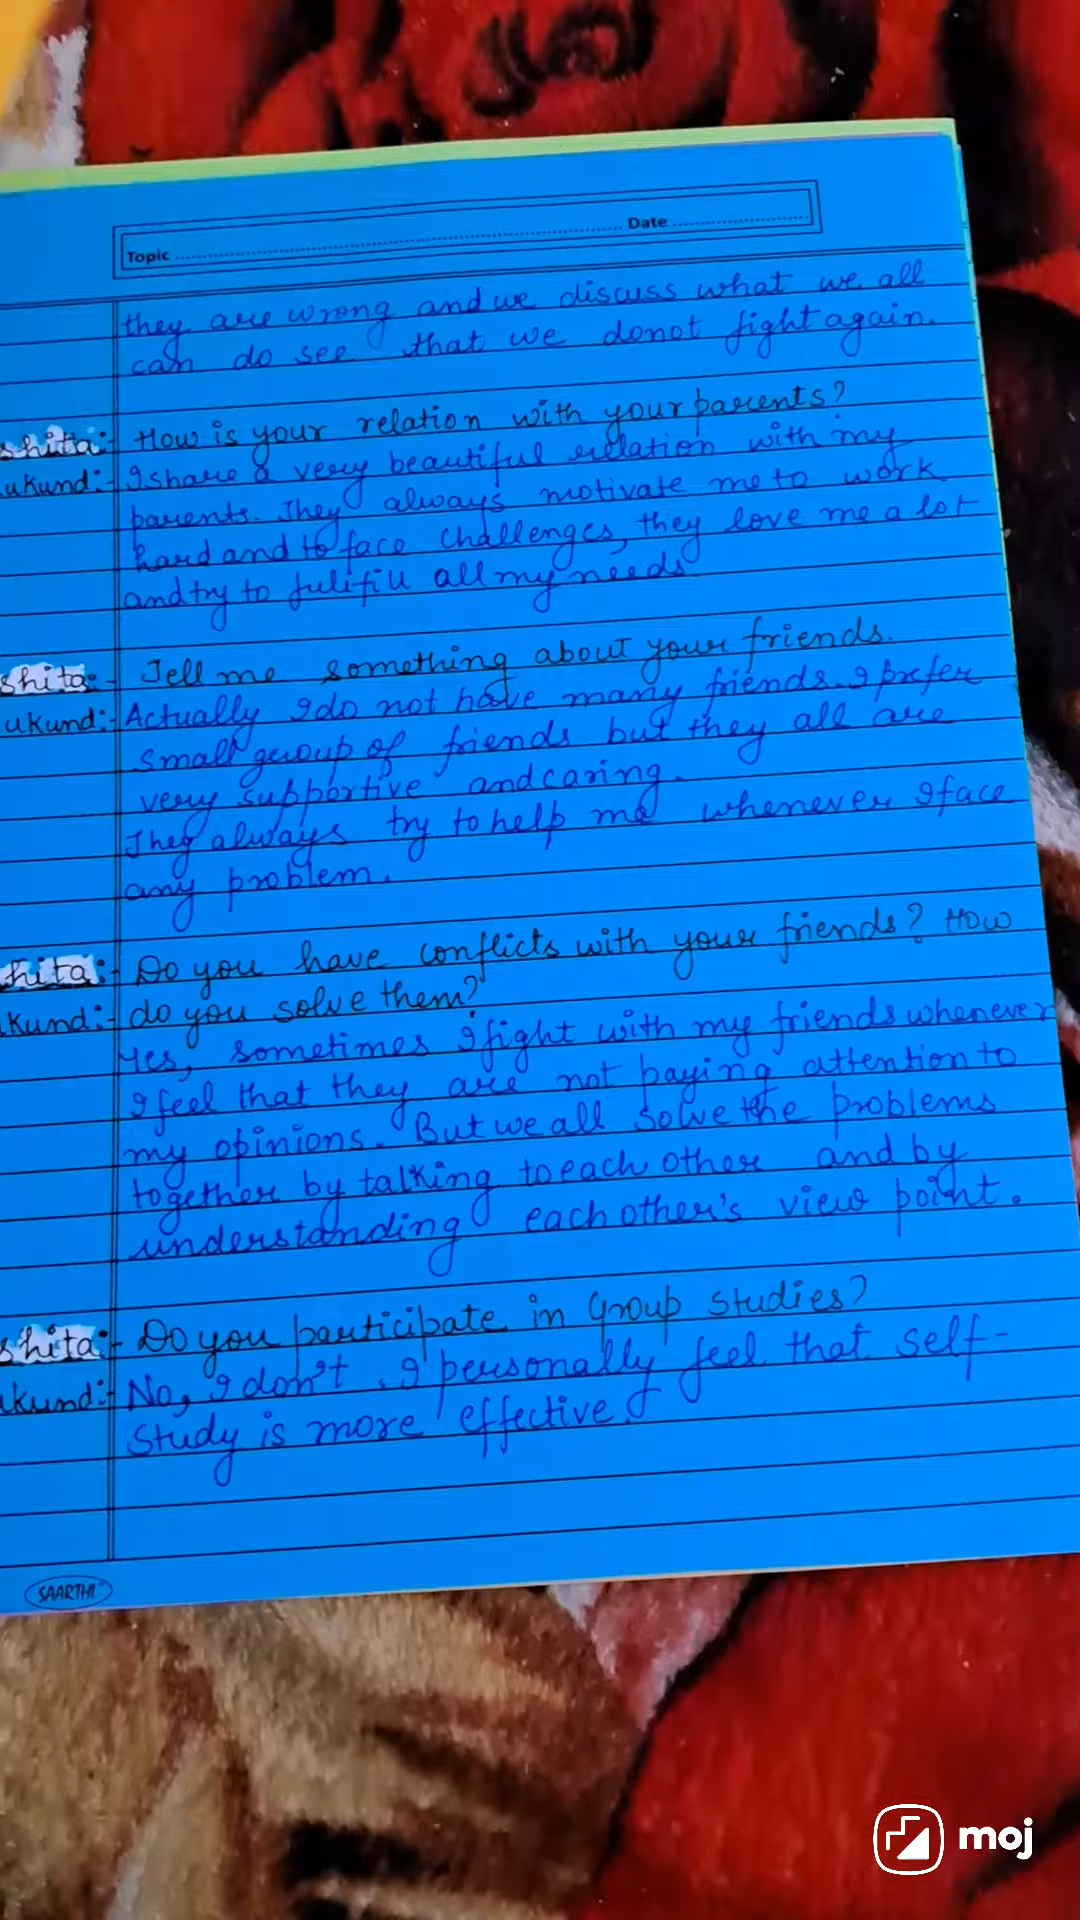 Topic ........ Date ........
they are wrong and we discuss what we all
can do see that we donot fight again.
shita:- How is your relation with your parents?
ukund:- I share a very beautiful relation with my
parents. They always motivate me to work
hard and to face challenges, they love me a lot
and try to fulifill all my needs
shita:- Tell me something about your friends.
ukund:- Actually I do not have many friends. I prefer
small group of friends but they all are
very supportive and caring.
They always try to help me whenever I face
any problem.
hita:- Do you have conflicts with your friends? How
kund:- do you solve them?
Yes, sometimes I fight with my friends whenever
I feel that they are not paying attention to
my opinions. But we all solve the problems
together by talking to each other and by
understanding each other's view point.
shita:- Do you participate in Group studies?
ukund:- No, I don't. I personally feel that self-
study is more effective.
SAARTHI
moj